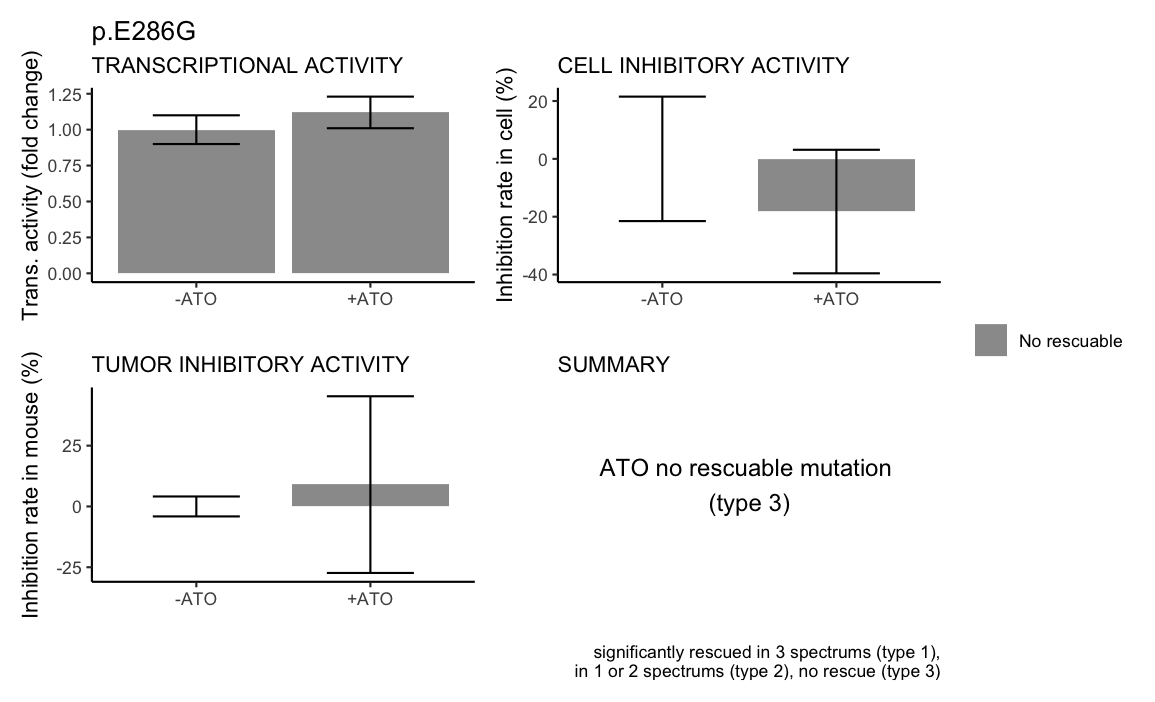 p.E286G
TRANSCRIPTIONAL ACTIVITY
Trans. activity (fold change)
1.25
1.00
0.75
0.50
0.25
0.00
-ATO
+ATO
CELL INHIBITORY ACTIVITY
Inhibition rate in cell (%)
20
0
-20
-40
-ATO
+ATO
No rescuable
TUMOR INHIBITORY ACTIVITY
Inhibition rate in mouse (%)
25
0
-25
-ATO
+ATO
SUMMARY
ATO no rescuable mutation
(type 3)
significantly rescued in 3 spectrums (type 1),
in 1 or 2 spectrums (type 2), no rescue (type 3)